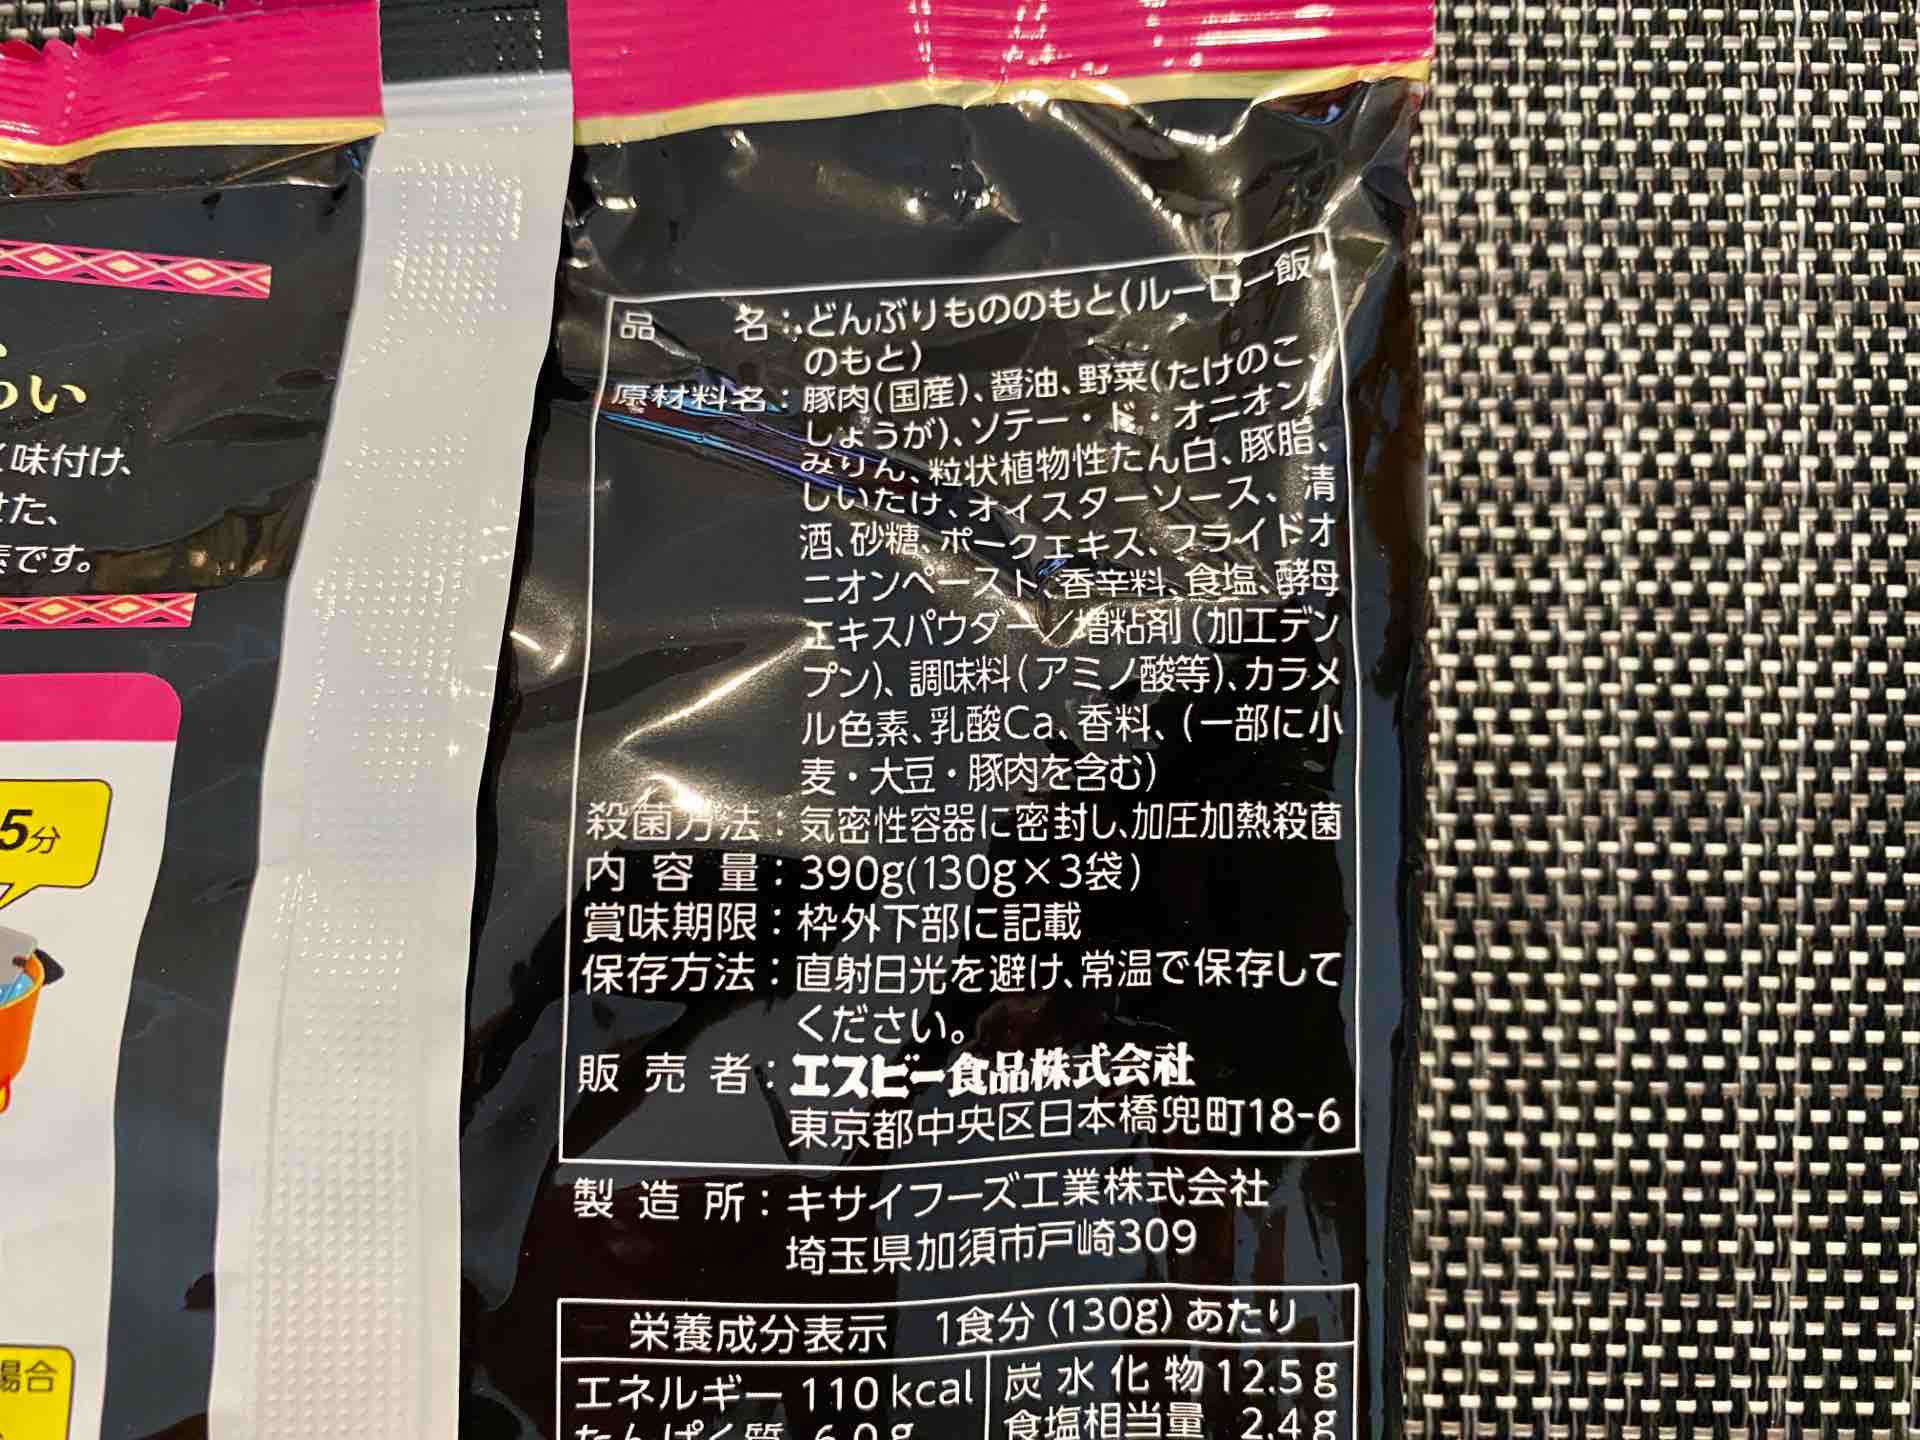 わい
く味付け、
せた、
素です。
5分
場合
品名：どんぶりもののもと(ルーロー飯
のもと)
原材料名：豚肉(国産)、醤油、野菜(たけのこ、
しょうが)、ソテー・ド・オニオン、
みりん、粒状植物性たん白、豚脂、
しいたけ、オイスターソース、清
酒、砂糖、ポークエキス、フライドオ
ニオンペースト、香辛料、食塩、酵母
エキスパウダー／増粘剤(加工デン
プン)、調味料(アミノ酸等)、カラメ
ル色素、乳酸Ca、香料、(一部に小
麦・大豆・豚肉を含む)
殺菌方法：気密性容器に密封し、加圧加熱殺菌
内容量：390g(130g×3袋)
賞味期限：枠外下部に記載
保存方法：直射日光を避け、常温で保存して
ください。
販売者：エスビー食品株式会社
東京都中央区日本橋兜町18-6
製造所：キサイフーズ工業株式会社
埼玉県加須市戸崎309
栄養成分表示 1食分(130g)あたり
エネルギー 110kcal 炭水化物 12.5g
たんぱく質 6.0g 食塩相当量 2.4g